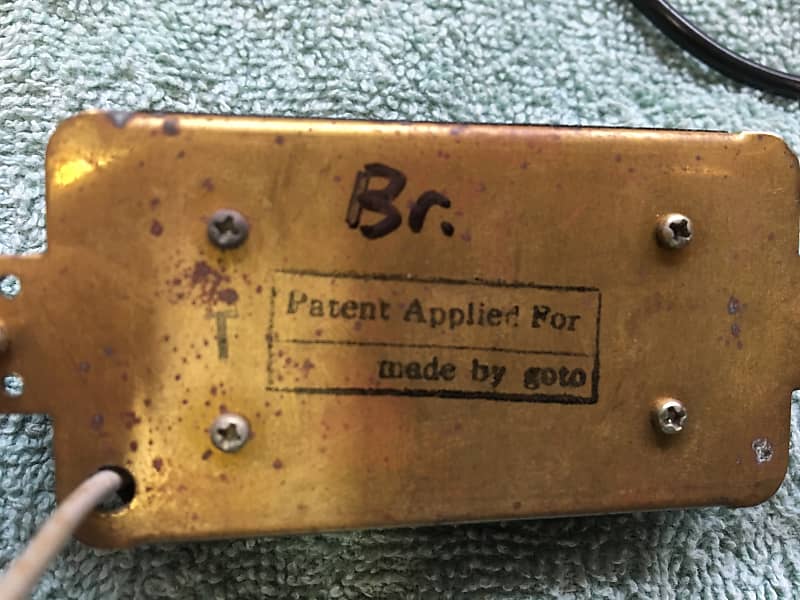 Br.
T
Patent Applied For
made by goto